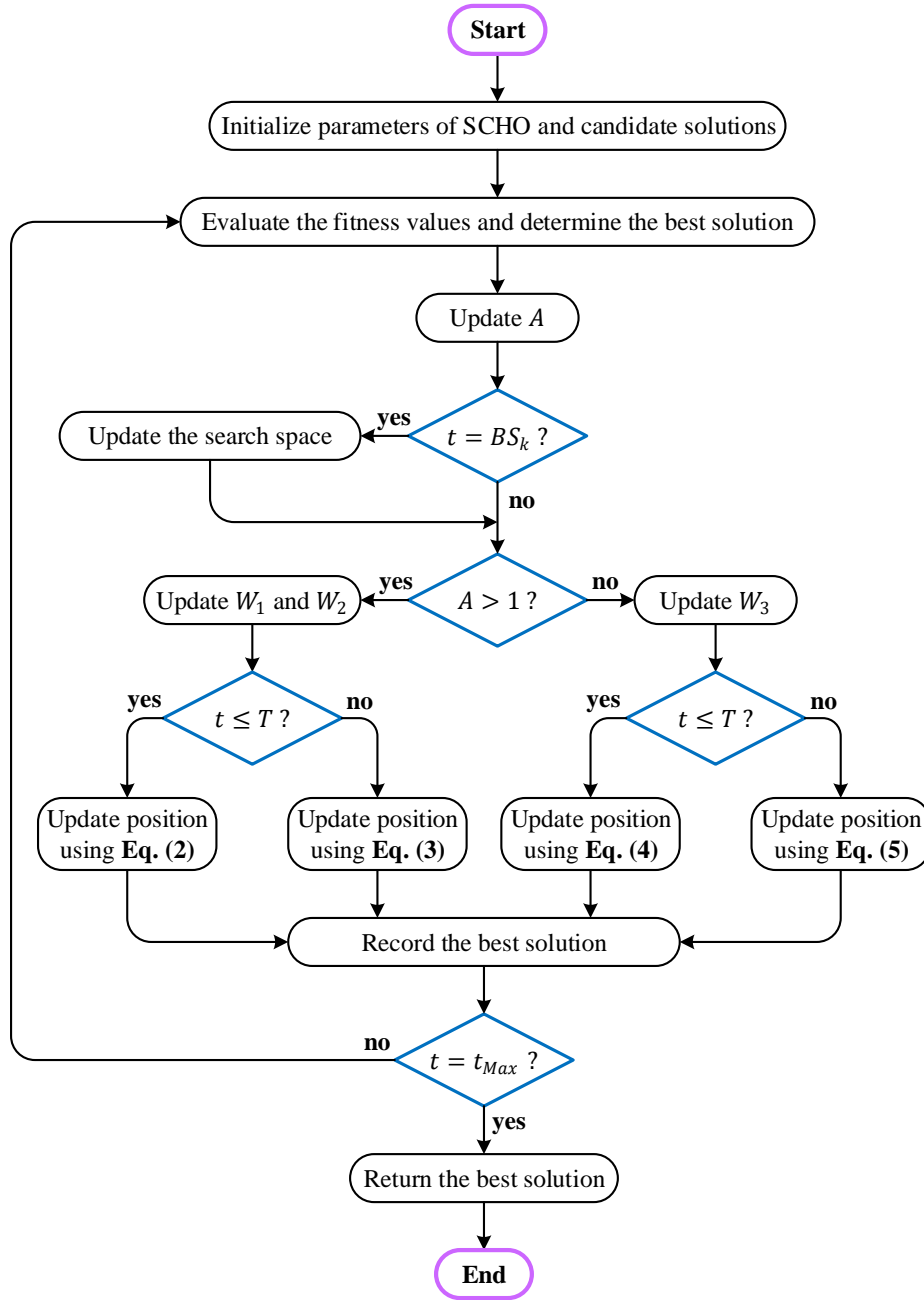 Start
Initialize parameters of SCHO and candidate solutions
Evaluate the fitness values and determine the best solution
Update A
yes
Update the search space
t = BS_k ?
no
yes
no
Update W_1 and W_2
A > 1 ?
Update W_3
yes
no
yes
no
t ≤ T ?
t ≤ T ?
Update position
using Eq. (2)
Update position
using Eq. (3)
Update position
using Eq. (4)
Update position
using Eq. (5)
Record the best solution
no
t = t_Max ?
yes
Return the best solution
End